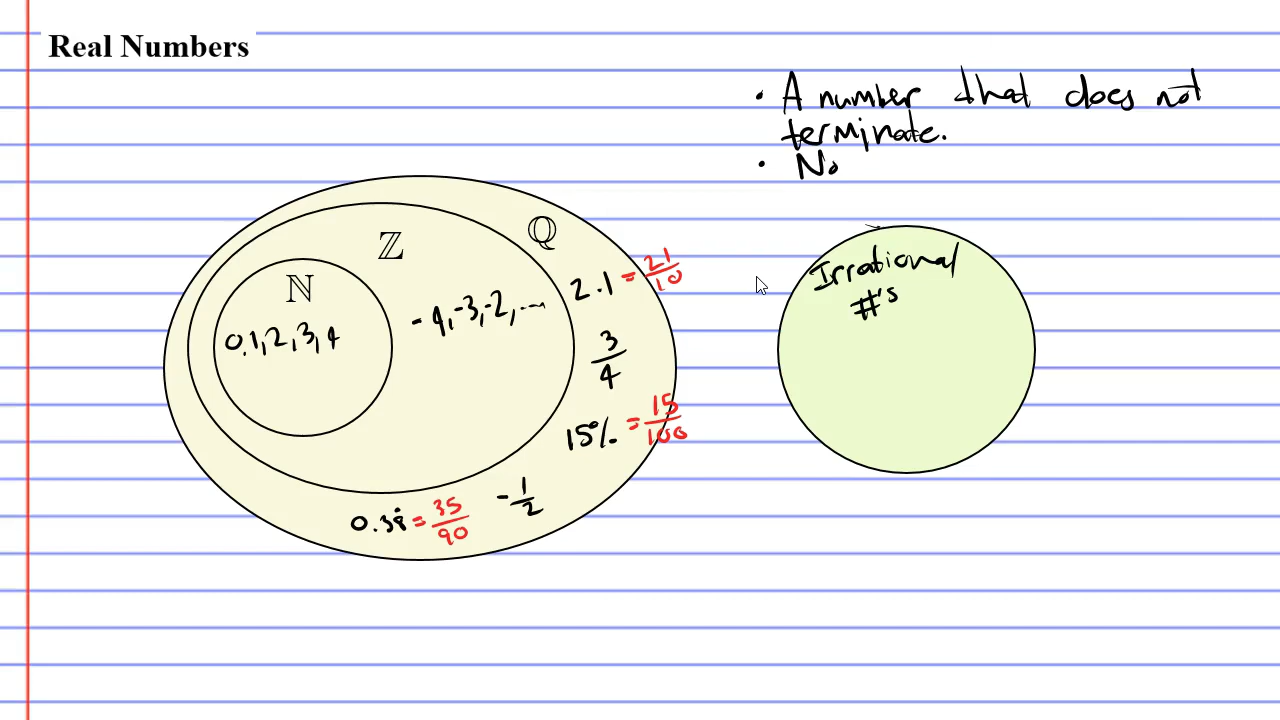 Real Numbers
• A number that does not
terminate.
• No
ℚ
ℤ
ℕ
2.1 = 21/10
Irrational
#'s
0,1,2,3,4
-4,-3,-2,...
3/4
15% = 15/100
-1/2
0.38̇ = 35/90